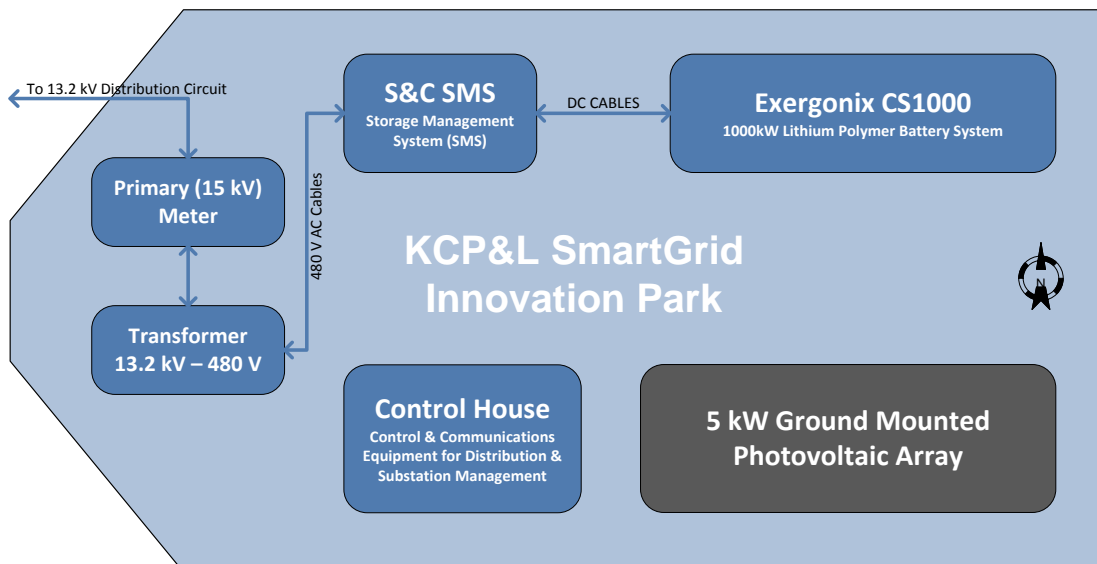 To 13.2 kV Distribution Circuit
S&C SMS
Storage Management
System (SMS)
DC CABLES
Exergonix CS1000
1000kW Lithium Polymer Battery System
Primary (15 kV)
Meter
480 V AC Cables
KCP&L SmartGrid
Innovation Park
N
Transformer
13.2 kV – 480 V
Control House
Control & Communications
Equipment for Distribution &
Substation Management
5 kW Ground Mounted
Photovoltaic Array